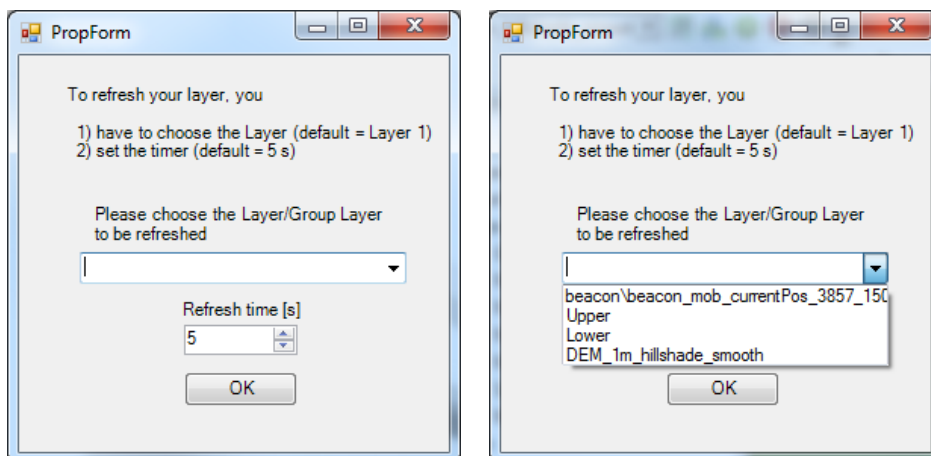 PropForm
To refresh your layer, you
1) have to choose the Layer (default = Layer 1)
2) set the timer (default = 5 s)
Please choose the Layer/Group Layer
to be refreshed
Refresh time [s]
5
OK
PropForm
To refresh your layer, you
1) have to choose the Layer (default = Layer 1)
2) set the timer (default = 5 s)
Please choose the Layer/Group Layer
to be refreshed
beacon\beacon_mob_currentPos_3857_150
Upper
Lower
DEM_1m_hillshade_smooth
OK